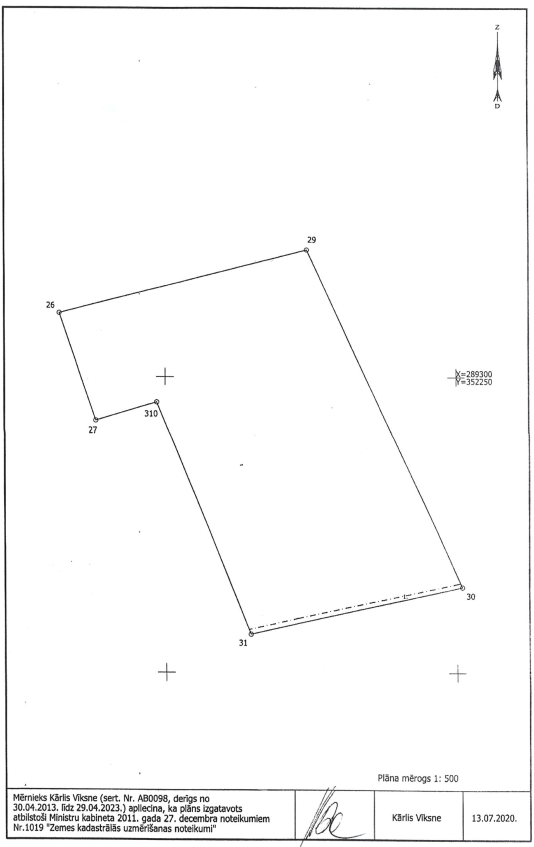 Z
D
29
26
X=289300
Y=352250
310
27
30
31
Plāna mērogs 1: 500
Mērnieks Kārlis Vīksne (sert. Nr. AB0098, derīgs no
30.04.2013. līdz 29.04.2023.) apliecina, ka plāns izgatavots
atbilstoši Ministru kabineta 2011. gada 27. decembra noteikumiem
Nr.1019 "Zemes kadastrālās uzmērīšanas noteikumi"
Kārlis Vīksne
13.07.2020.